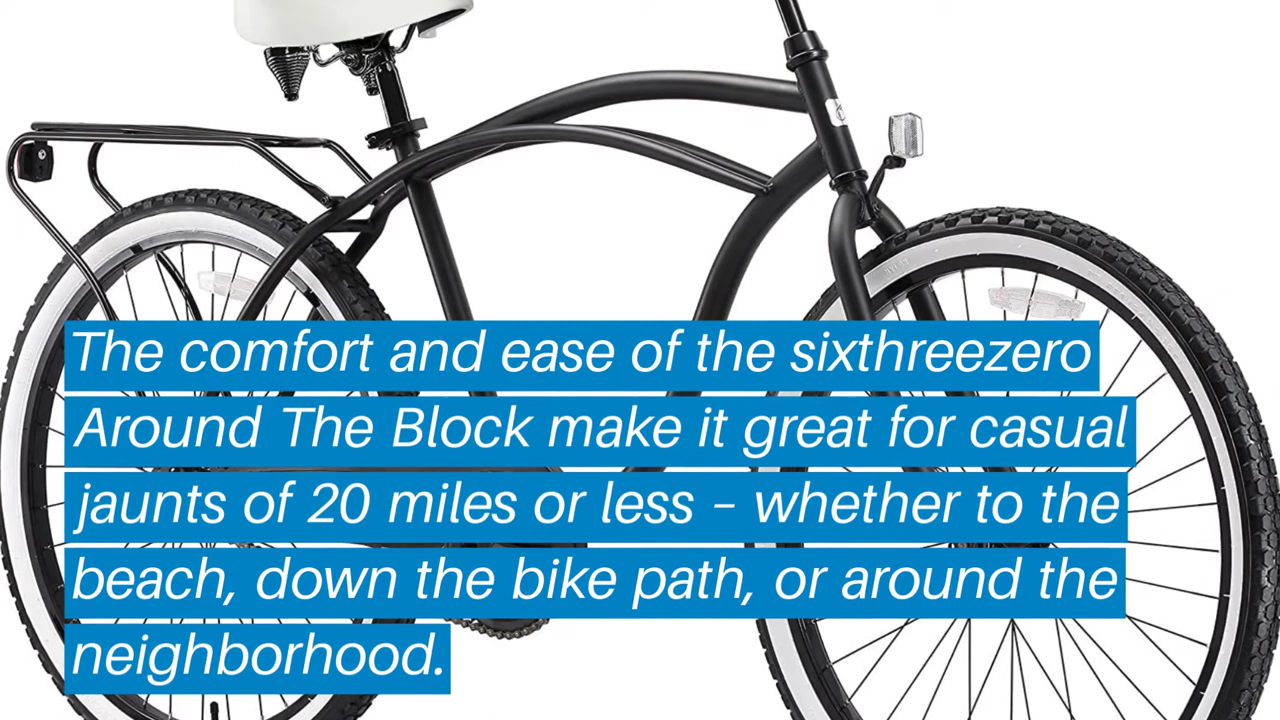 The comfort and ease of the sixthreezero
Around The Block make it great for casual
jaunts of 20 miles or less – whether to the
beach, down the bike path, or around the
neighborhood.